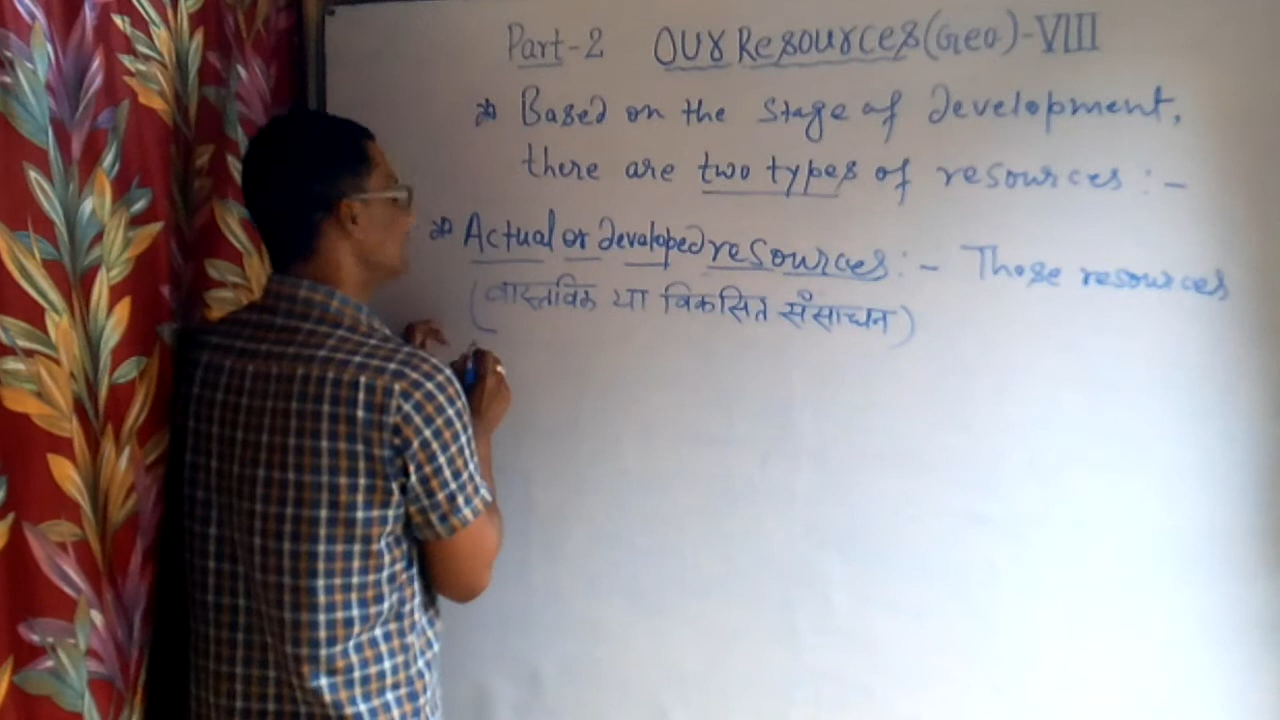 Part-2 Our Resources(Geo)-VIII
* Based on the stage of development,
there are two types of resources :-
* Actual or developed resources :- Those resources
(वास्तविक या विकसित संसाधन)